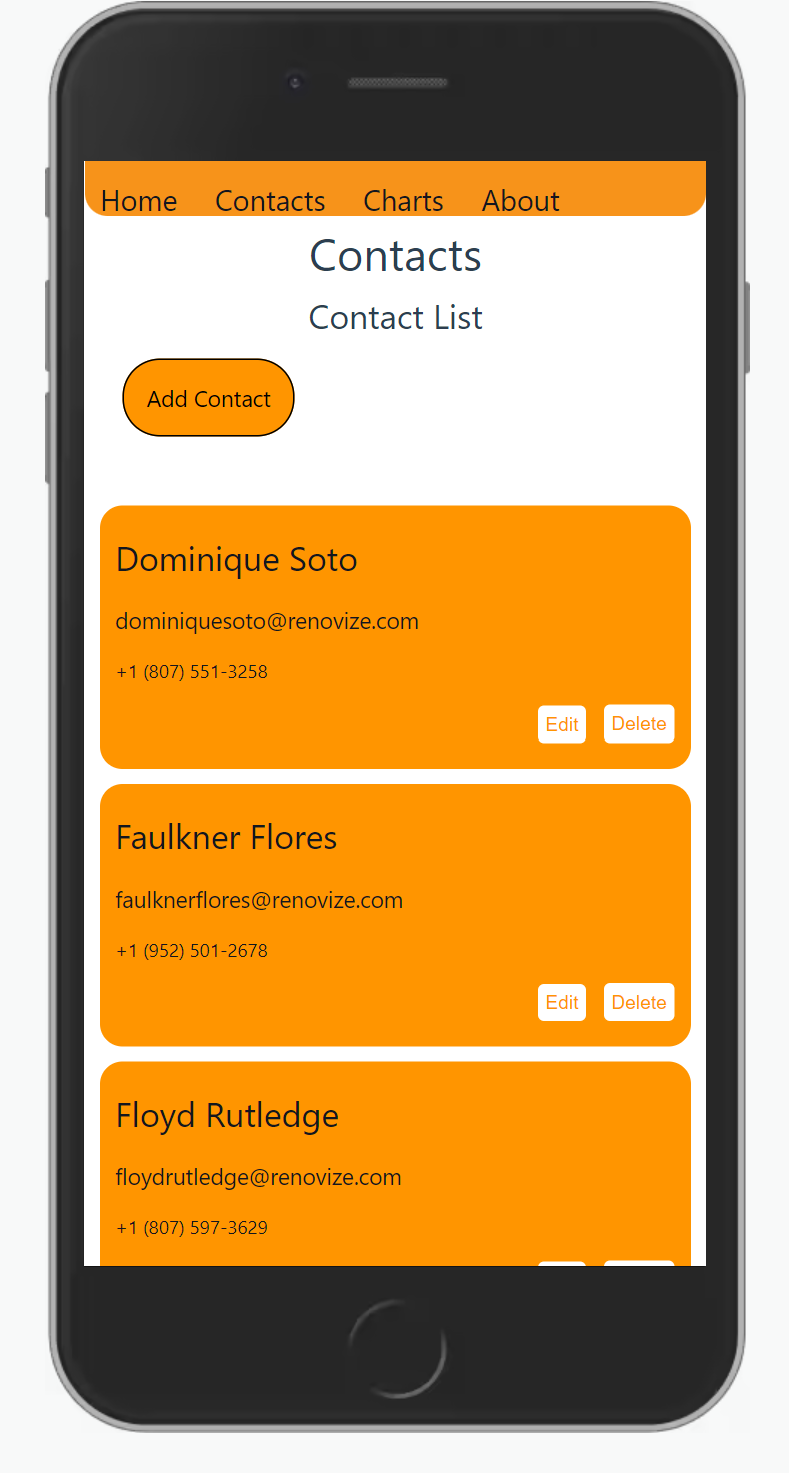 Home Contacts Charts About
Contacts
Contact List
Add Contact
Dominique Soto
dominiquesoto@renovize.com
+1 (807) 551-3258
Edit Delete
Faulkner Flores
faulknerflores@renovize.com
+1 (952) 501-2678
Edit Delete
Floyd Rutledge
floydrutledge@renovize.com
+1 (807) 597-3629